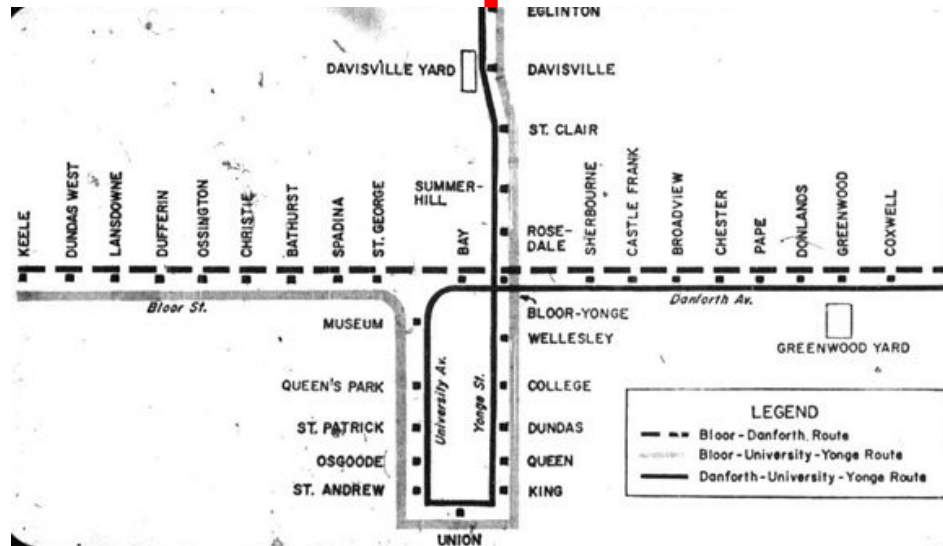 EGLINTON
DAVISVILLE YARD
DAVISVILLE
ST. CLAIR
SUMMER-
HILL
ROSE-
DALE
KEELE
DUNDAS WEST
LANSDOWNE
DUFFERIN
OSSINGTON
CHRISTIE
BATHURST
SPADINA
ST. GEORGE
BAY
SHERBOURNE
CASTLE FRANK
BROADVIEW
CHESTER
PAPE
DONLANDS
GREENWOOD
COXWELL
Bloor St.
Danforth Av.
BLOOR-YONGE
MUSEUM
WELLESLEY
GREENWOOD YARD
University Av.
Yonge St.
QUEEN'S PARK
COLLEGE
ST. PATRICK
DUNDAS
OSGOODE
QUEEN
ST. ANDREW
KING
UNION
LEGEND
Bloor-Danforth Route
Bloor-University-Yonge Route
Danforth-University-Yonge Route